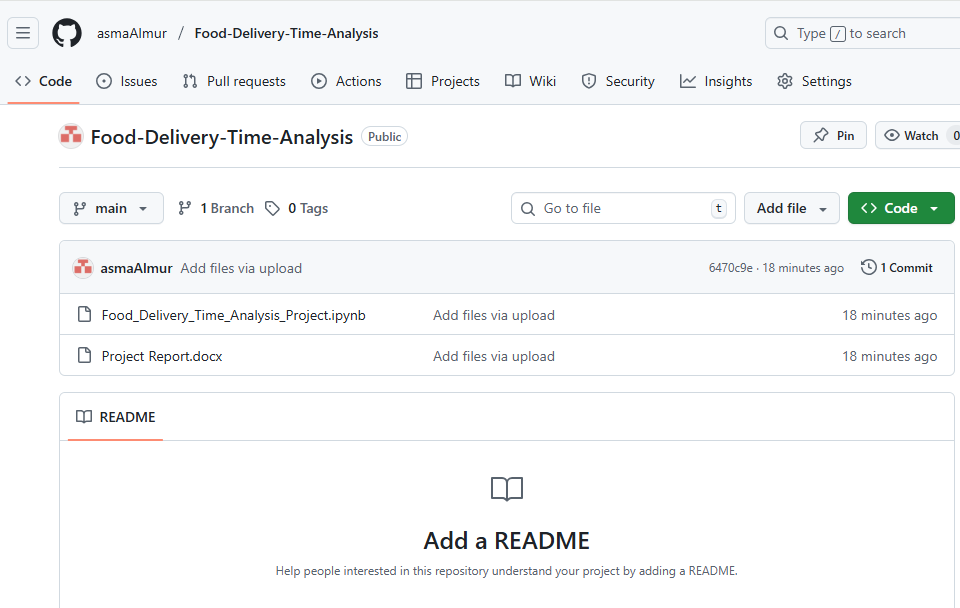 asmaAlmur / Food-Delivery-Time-Analysis Type / to search
Code Issues Pull requests Actions Projects Wiki Security Insights Settings
Food-Delivery-Time-Analysis Public Pin Watch 0
main 1 Branch 0 Tags Go to file t Add file Code
asmaAlmur Add files via upload 6470c9e · 18 minutes ago 1 Commit
Food_Delivery_Time_Analysis_Project.ipynb Add files via upload 18 minutes ago
Project Report.docx Add files via upload 18 minutes ago
README
Add a README
Help people interested in this repository understand your project by adding a README.